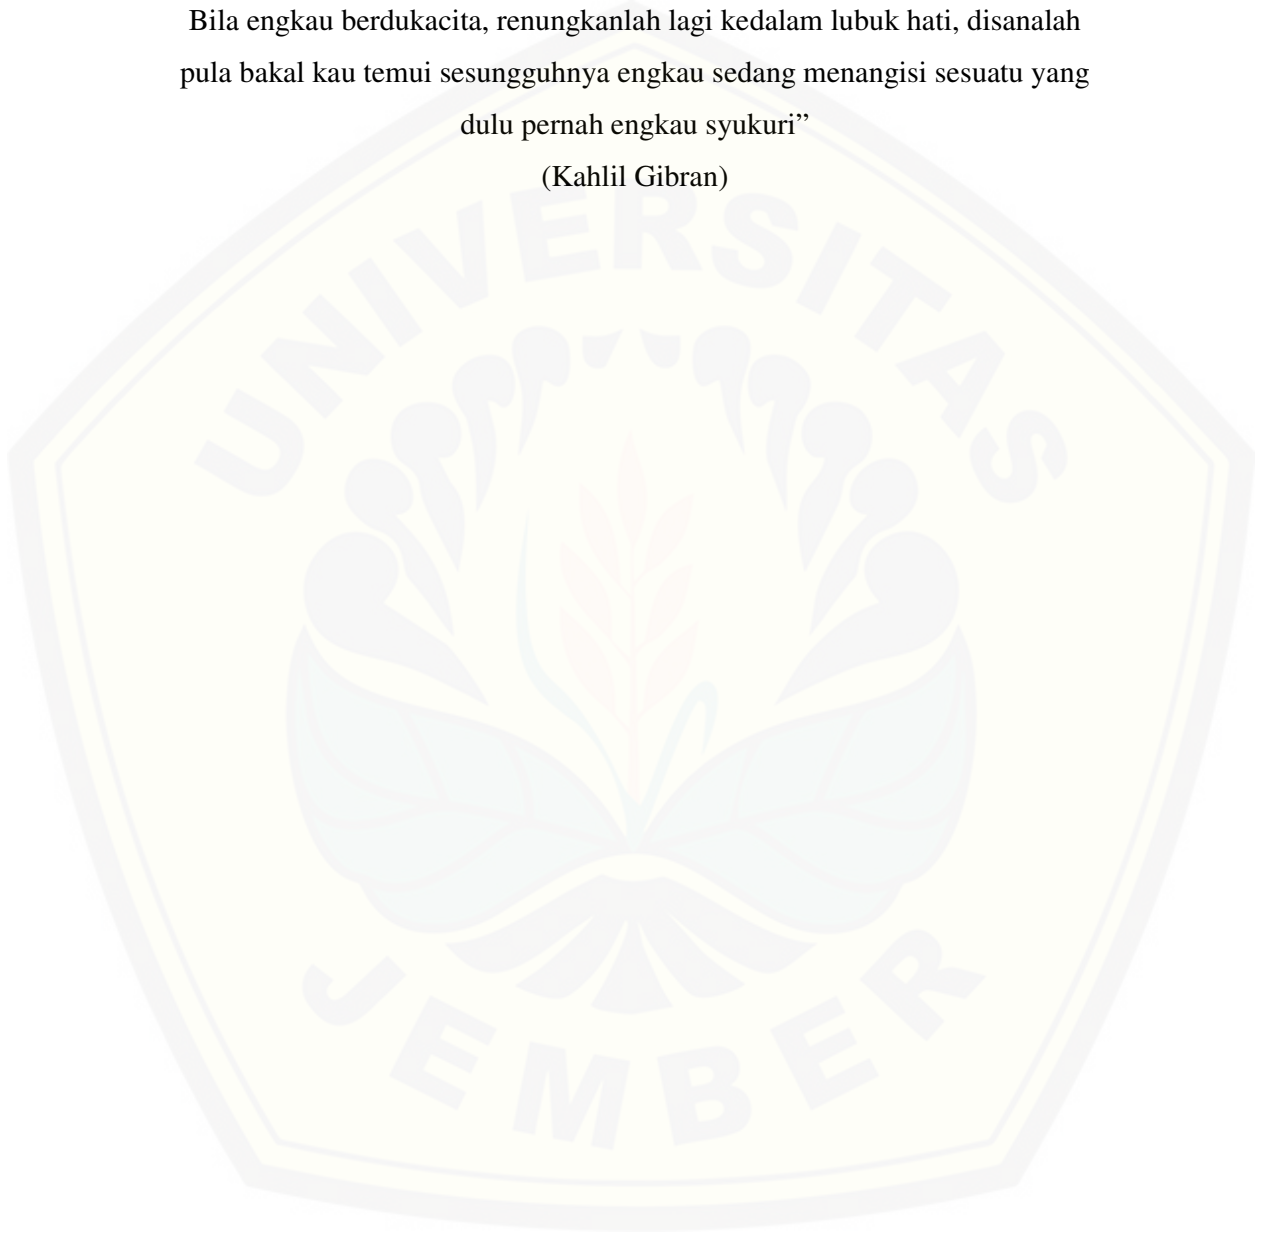 Bila engkau berdukacita, renungkanlah lagi kedalam lubuk hati, disanalah
pula bakal kau temui sesungguhnya engkau sedang menangisi sesuatu yang
dulu pernah engkau syukuri”
(Kahlil Gibran)
UNIVERSITAS
JEMBER